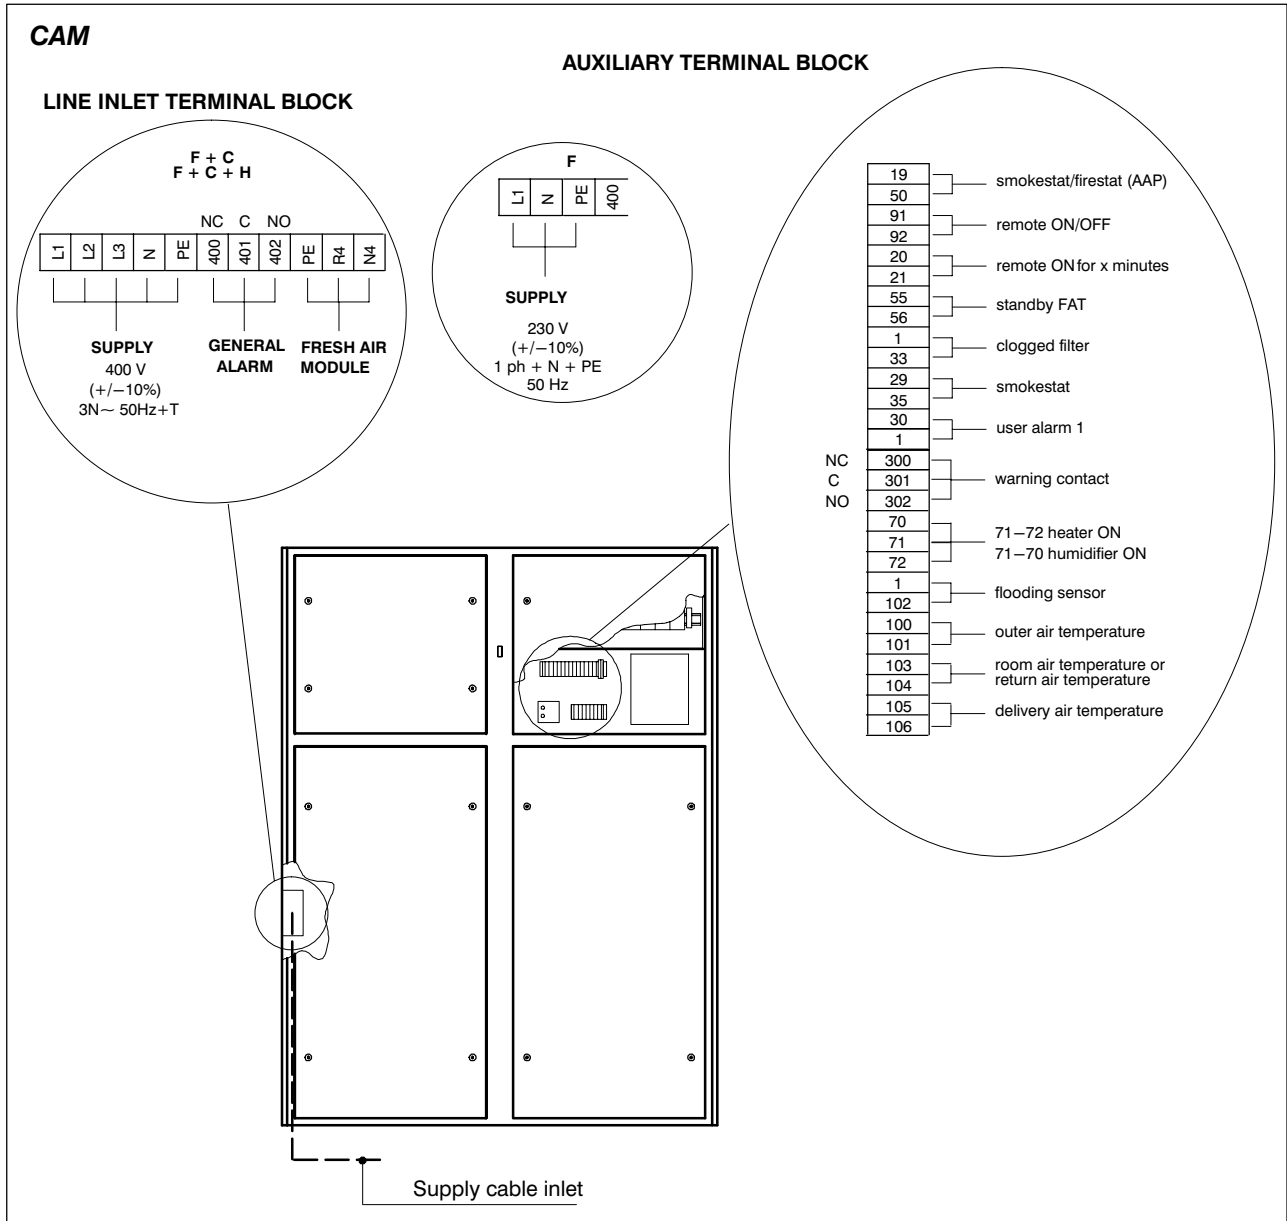 CAM
AUXILIARY TERMINAL BLOCK
LINE INLET TERMINAL BLOCK
F + C
F + C + H
NC C NO
L1 L2 L3 N PE 400 401 402 PE R4 N4
SUPPLY
400 V
(+/−10%)
3N∼ 50Hz+T
GENERAL
ALARM
FRESH AIR
MODULE
F
L1 N PE 400
SUPPLY
230 V
(+/−10%)
1 ph + N + PE
50 Hz
19
50
smokestat/firestat (AAP)
91
92
remote ON/OFF
20
21
remote ON for x minutes
55
56
standby FAT
1
33
clogged filter
29
35
smokestat
30
1
user alarm 1
NC 300
C 301
NO 302
warning contact
70
71
72
71−72 heater ON
71−70 humidifier ON
1
102
flooding sensor
100
101
outer air temperature
103
104
room air temperature or
return air temperature
105
106
delivery air temperature
Supply cable inlet